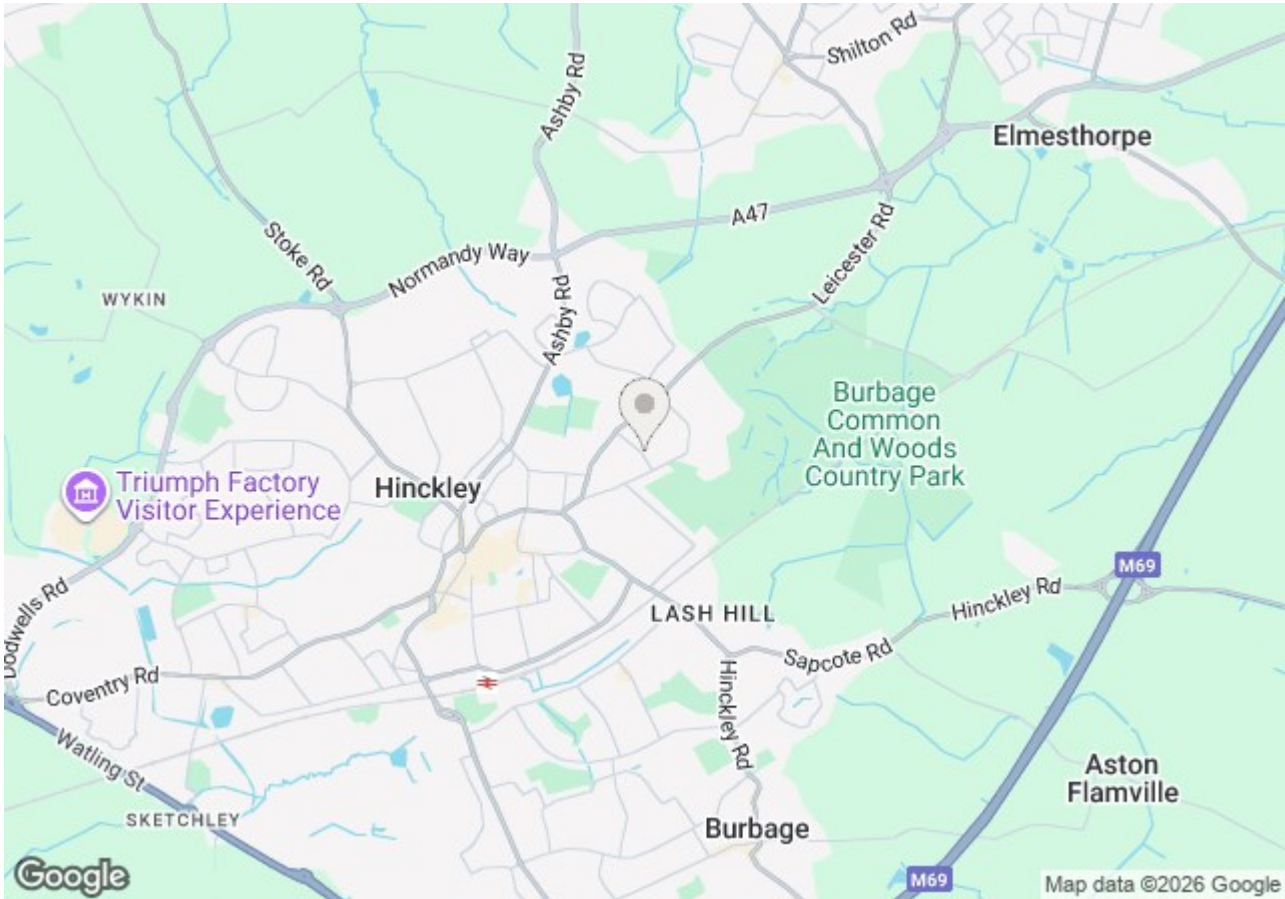 Shilton Rd
Ashby Rd
Elmesthorpe
A47
Stoke Rd
Normandy Way
Leicester Rd
WYKIN
Ashby Rd
Burbage
Common
And Woods
Country Park
Triumph Factory
Visitor Experience
Hinckley
M69
Dodwells Rd
Hinckley Rd
LASH HILL
Sapcote Rd
Coventry Rd
Hinckley Rd
Watling St
Aston
Flamville
SKETCHLEY
Burbage
Google
M69
Map data ©2026 Google